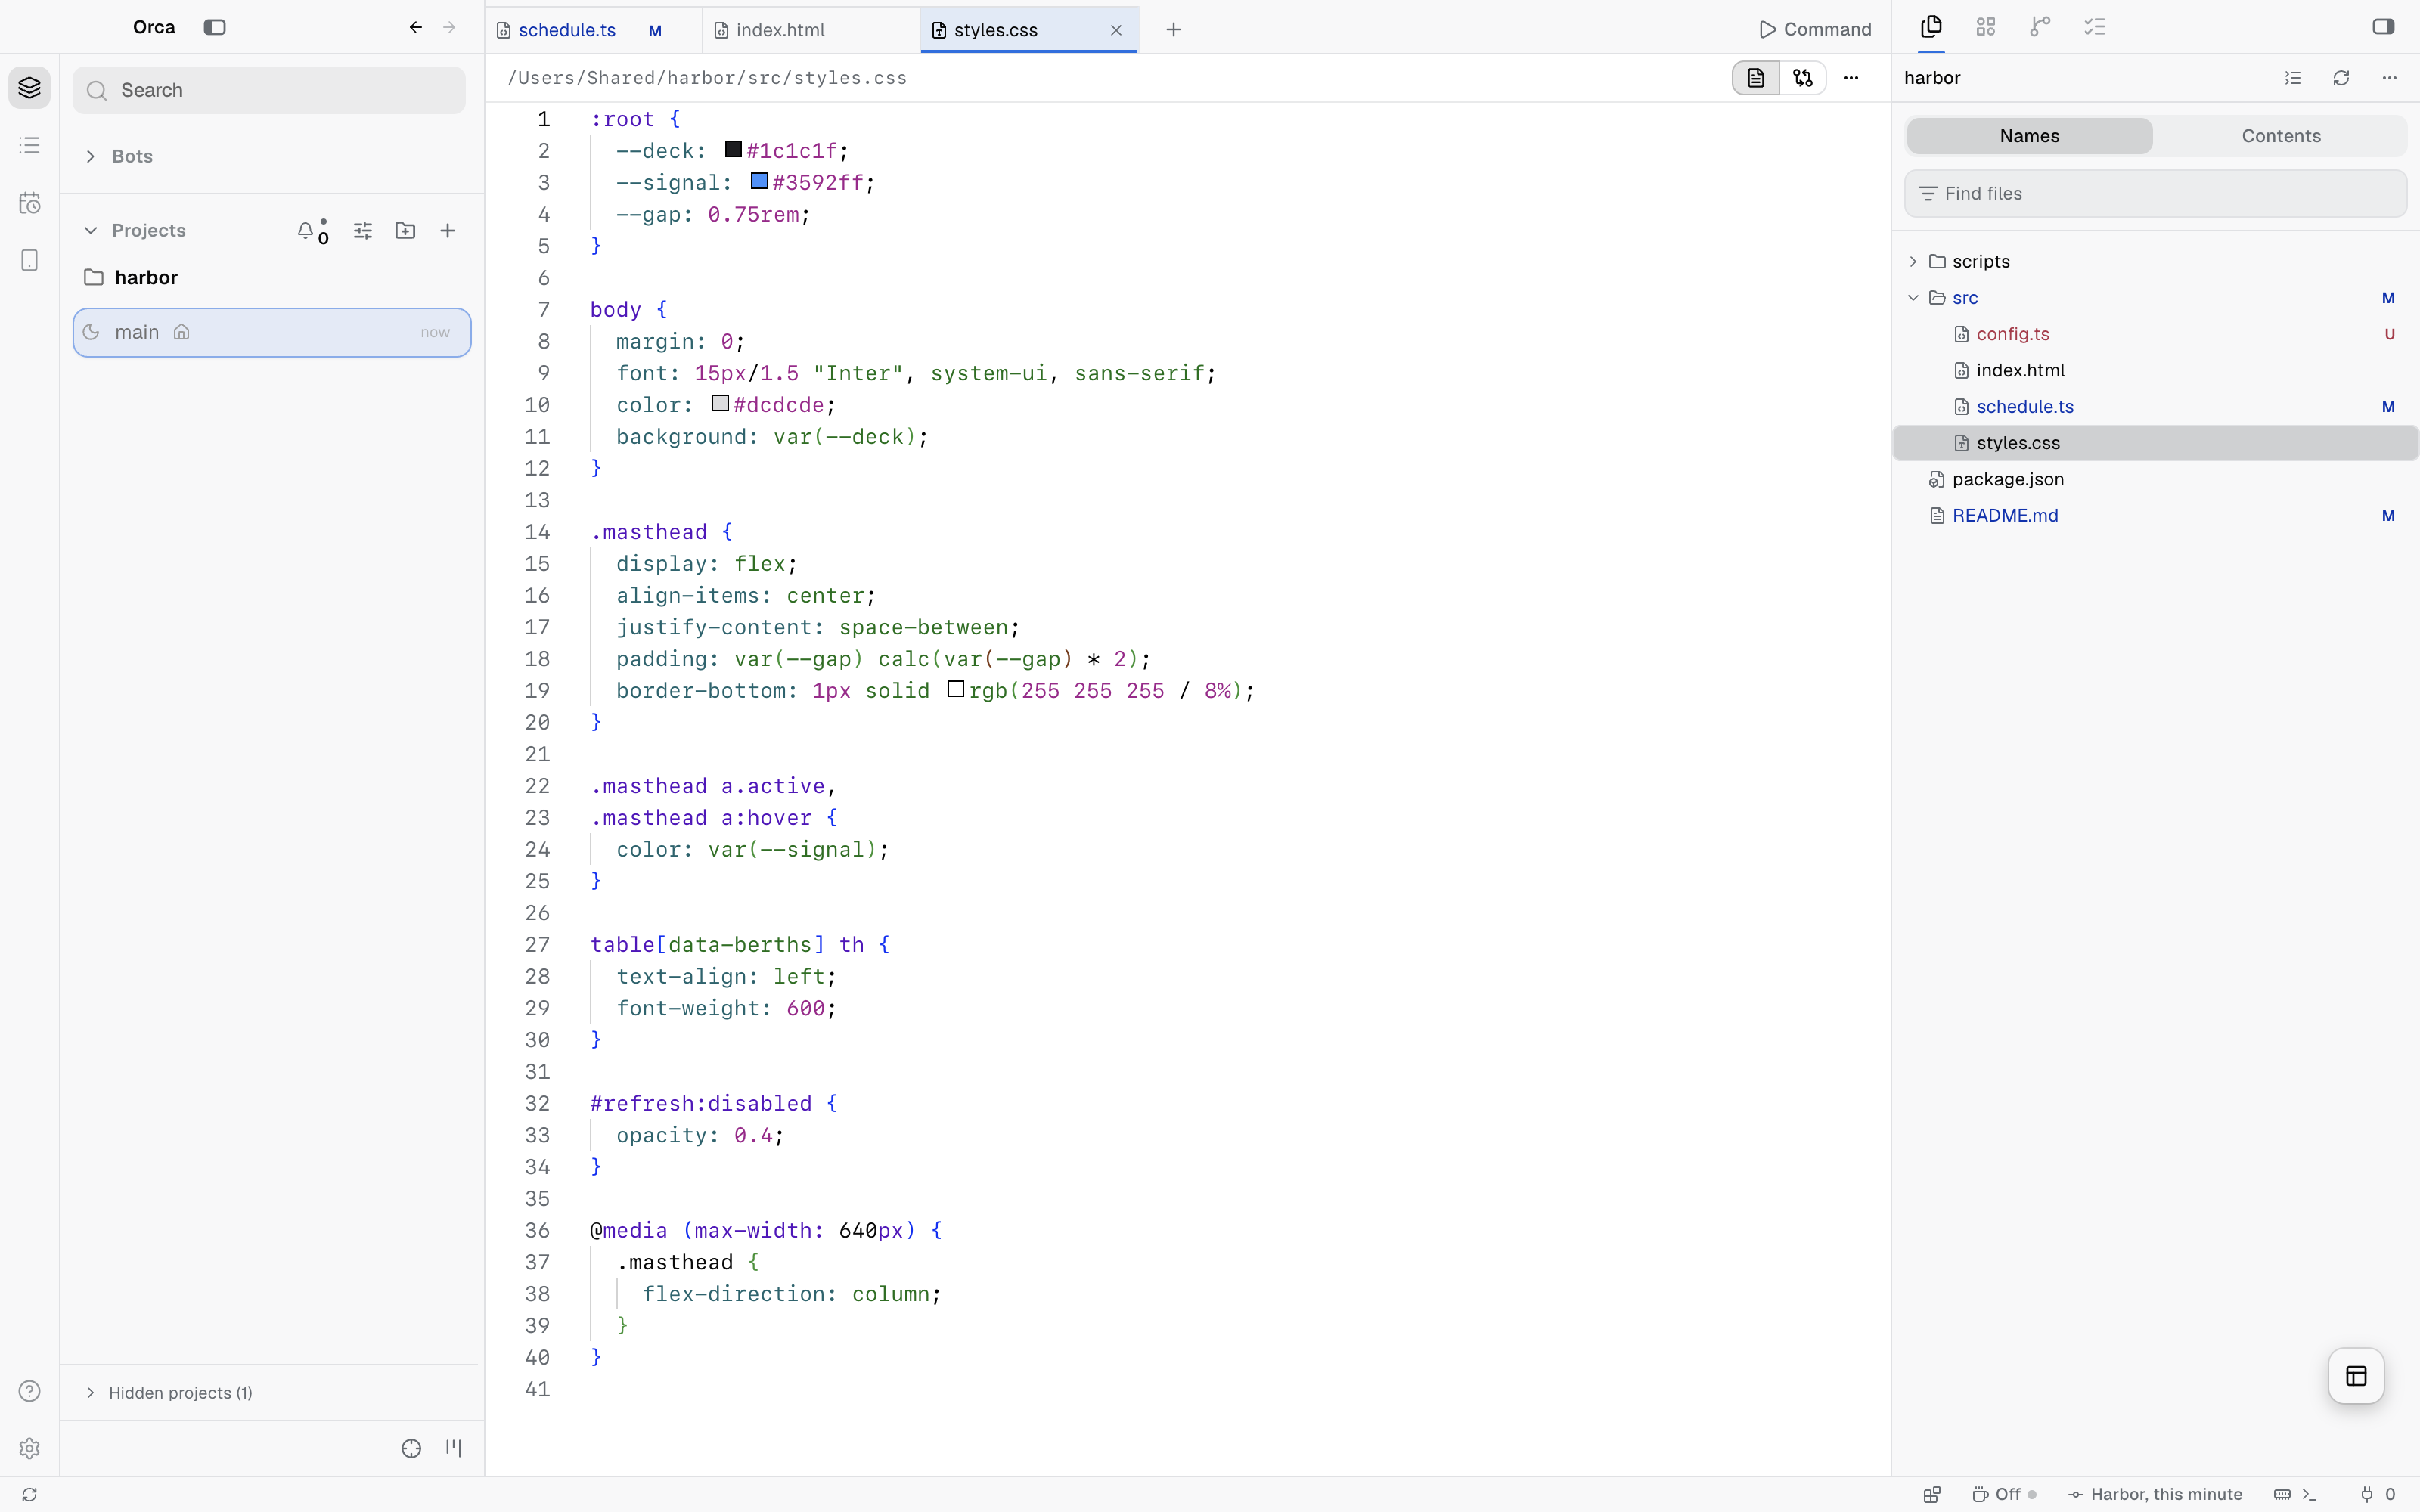 Orca
Search
Bots
Projects
0
harbor
main
now
Hidden projects (1)
schedule.ts M
index.html
styles.css
Command
/Users/Shared/harbor/src/styles.css
1 :root {
2   --deck: #1c1c1f;
3   --signal: #3592ff;
4   --gap: 0.75rem;
5 }
6
7 body {
8   margin: 0;
9   font: 15px/1.5 "Inter", system-ui, sans-serif;
10   color: #dcdcde;
11   background: var(--deck);
12 }
13
14 .masthead {
15   display: flex;
16   align-items: center;
17   justify-content: space-between;
18   padding: var(--gap) calc(var(--gap) * 2);
19   border-bottom: 1px solid rgb(255 255 255 / 8%);
20 }
21
22 .masthead a.active,
23 .masthead a:hover {
24   color: var(--signal);
25 }
26
27 table[data-berths] th {
28   text-align: left;
29   font-weight: 600;
30 }
31
32 #refresh:disabled {
33   opacity: 0.4;
34 }
35
36 @media (max-width: 640px) {
37   .masthead {
38     flex-direction: column;
39   }
40 }
41
harbor
Names
Contents
Find files
scripts
src M
config.ts U
index.html
schedule.ts M
styles.css
package.json
README.md M
Off
Harbor, this minute
0